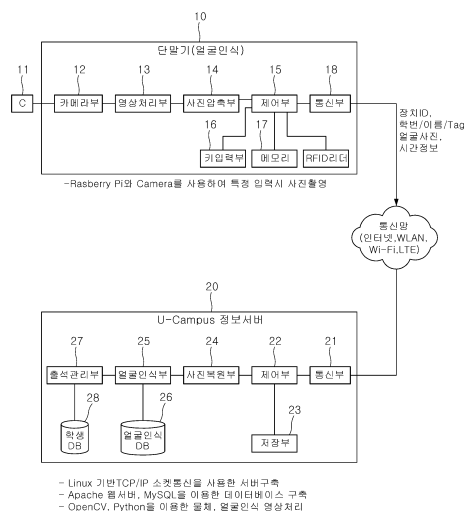 10
단말기(얼굴인식)
11
12
13
14
15
18
C
카메라부
영상처리부
사진압축부
제어부
통신부
16
17
키입력부
메모리
RFID리더
장치ID,
학번/이름/Tag
얼굴사진,
시간정보
-Rasberry Pi와 Camera를 사용하여 특정 입력시 사진촬영
통신망
(인터넷,WLAN,
Wi-Fi,LTE)
20
U-Campus 정보서버
27
25
24
22
21
출석관리부
얼굴인식부
사진복원부
제어부
통신부
28
26
23
학생
DB
얼굴인식
DB
저장부
- Linux 기반TCP/IP 소켓통신을 사용한 서버구축
- Apache 웹서버, MySQL을 이용한 데이터베이스 구축
- OpenCV, Python을 이용한 물체, 얼굴인식 영상처리